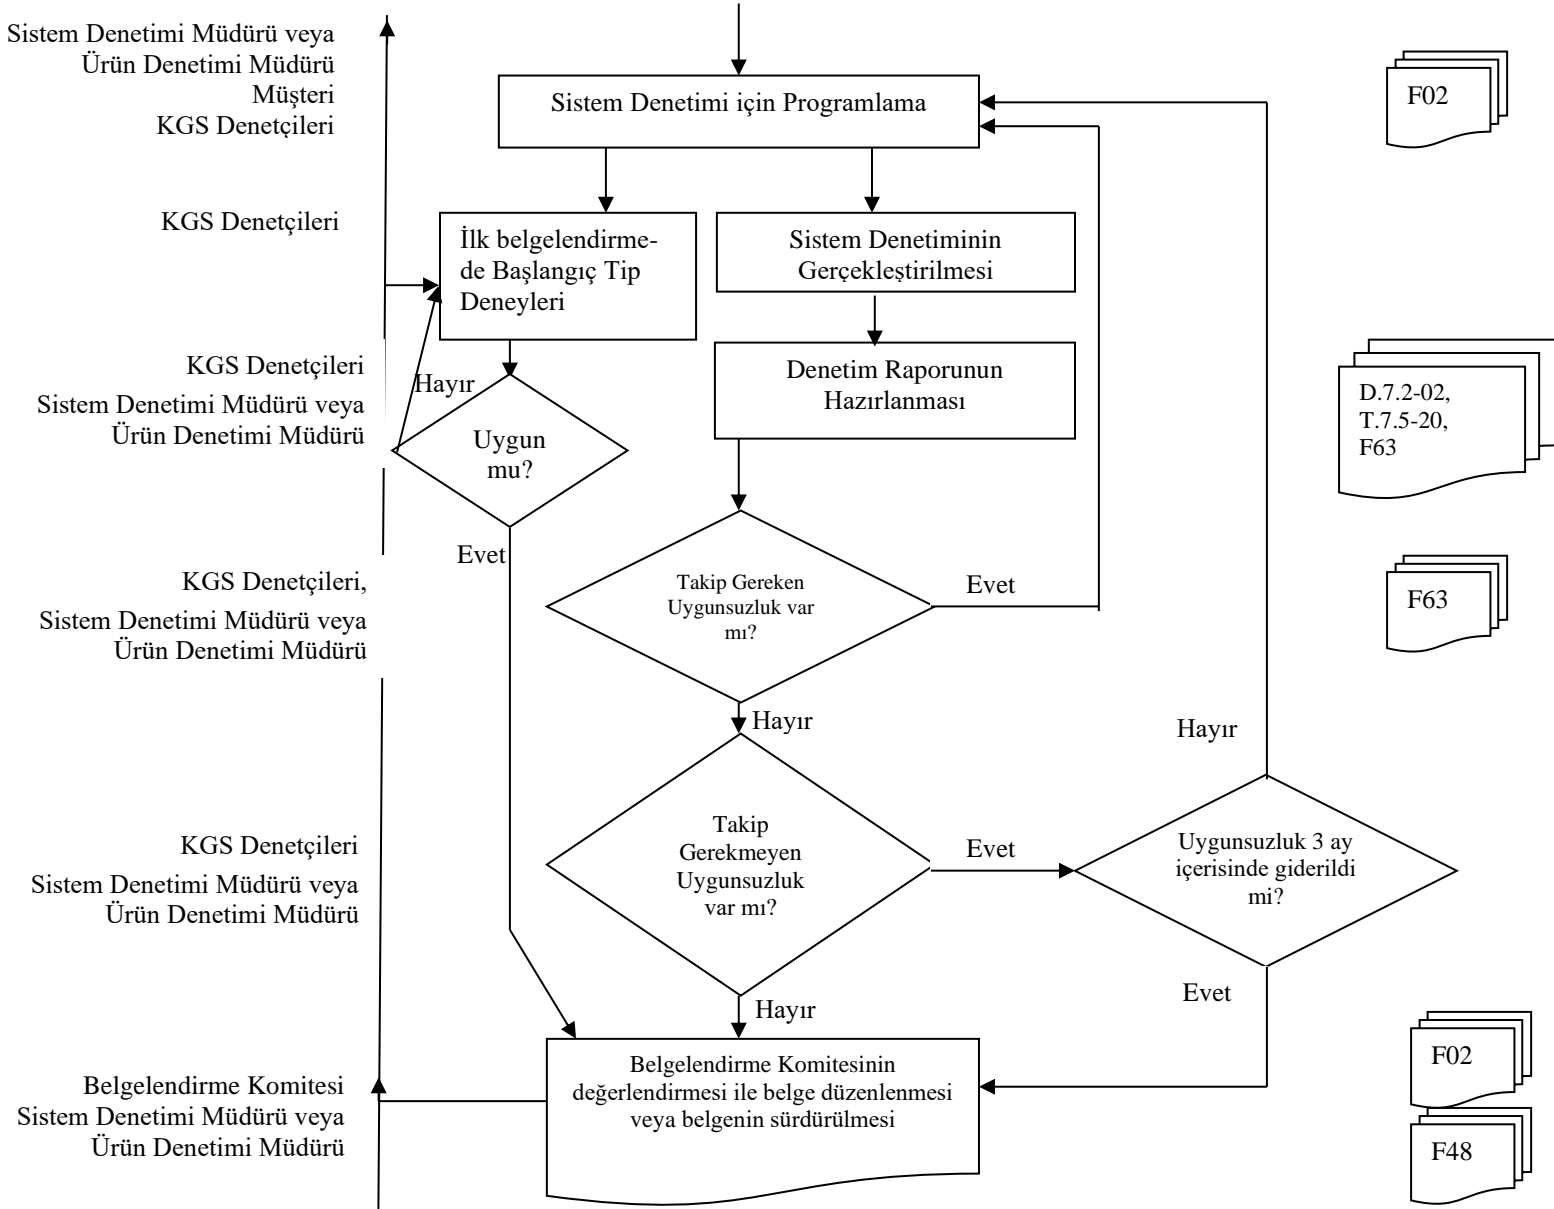 Sistem Denetimi Müdürü veya
Ürün Denetimi Müdürü
Müşteri
KGS Denetçileri
Sistem Denetimi için Programlama
F02
KGS Denetçileri
İlk belgelendirme-
de Başlangıç Tip
Deneyleri
Sistem Denetiminin
Gerçekleştirilmesi
KGS Denetçileri
Sistem Denetimi Müdürü veya
Ürün Denetimi Müdürü
Hayır
Uygun
mu?
Denetim Raporunun
Hazırlanması
D.7.2-02,
T.7.5-20,
F63
Evet
KGS Denetçileri,
Sistem Denetimi Müdürü veya
Ürün Denetimi Müdürü
Takip Gereken
Uygunsuzluk var
mı?
Evet
F63
Hayır
Hayır
KGS Denetçileri
Sistem Denetimi Müdürü veya
Ürün Denetimi Müdürü
Takip
Gerekmeyen
Uygunsuzluk
var mı?
Evet
Uygunsuzluk 3 ay
içerisinde giderildi
mi?
Evet
Hayır
Belgelendirme Komitesi
Sistem Denetimi Müdürü veya
Ürün Denetimi Müdürü
Belgelendirme Komitesinin
değerlendirmesi ile belge düzenlenmesi
veya belgenin sürdürülmesi
F02
F48